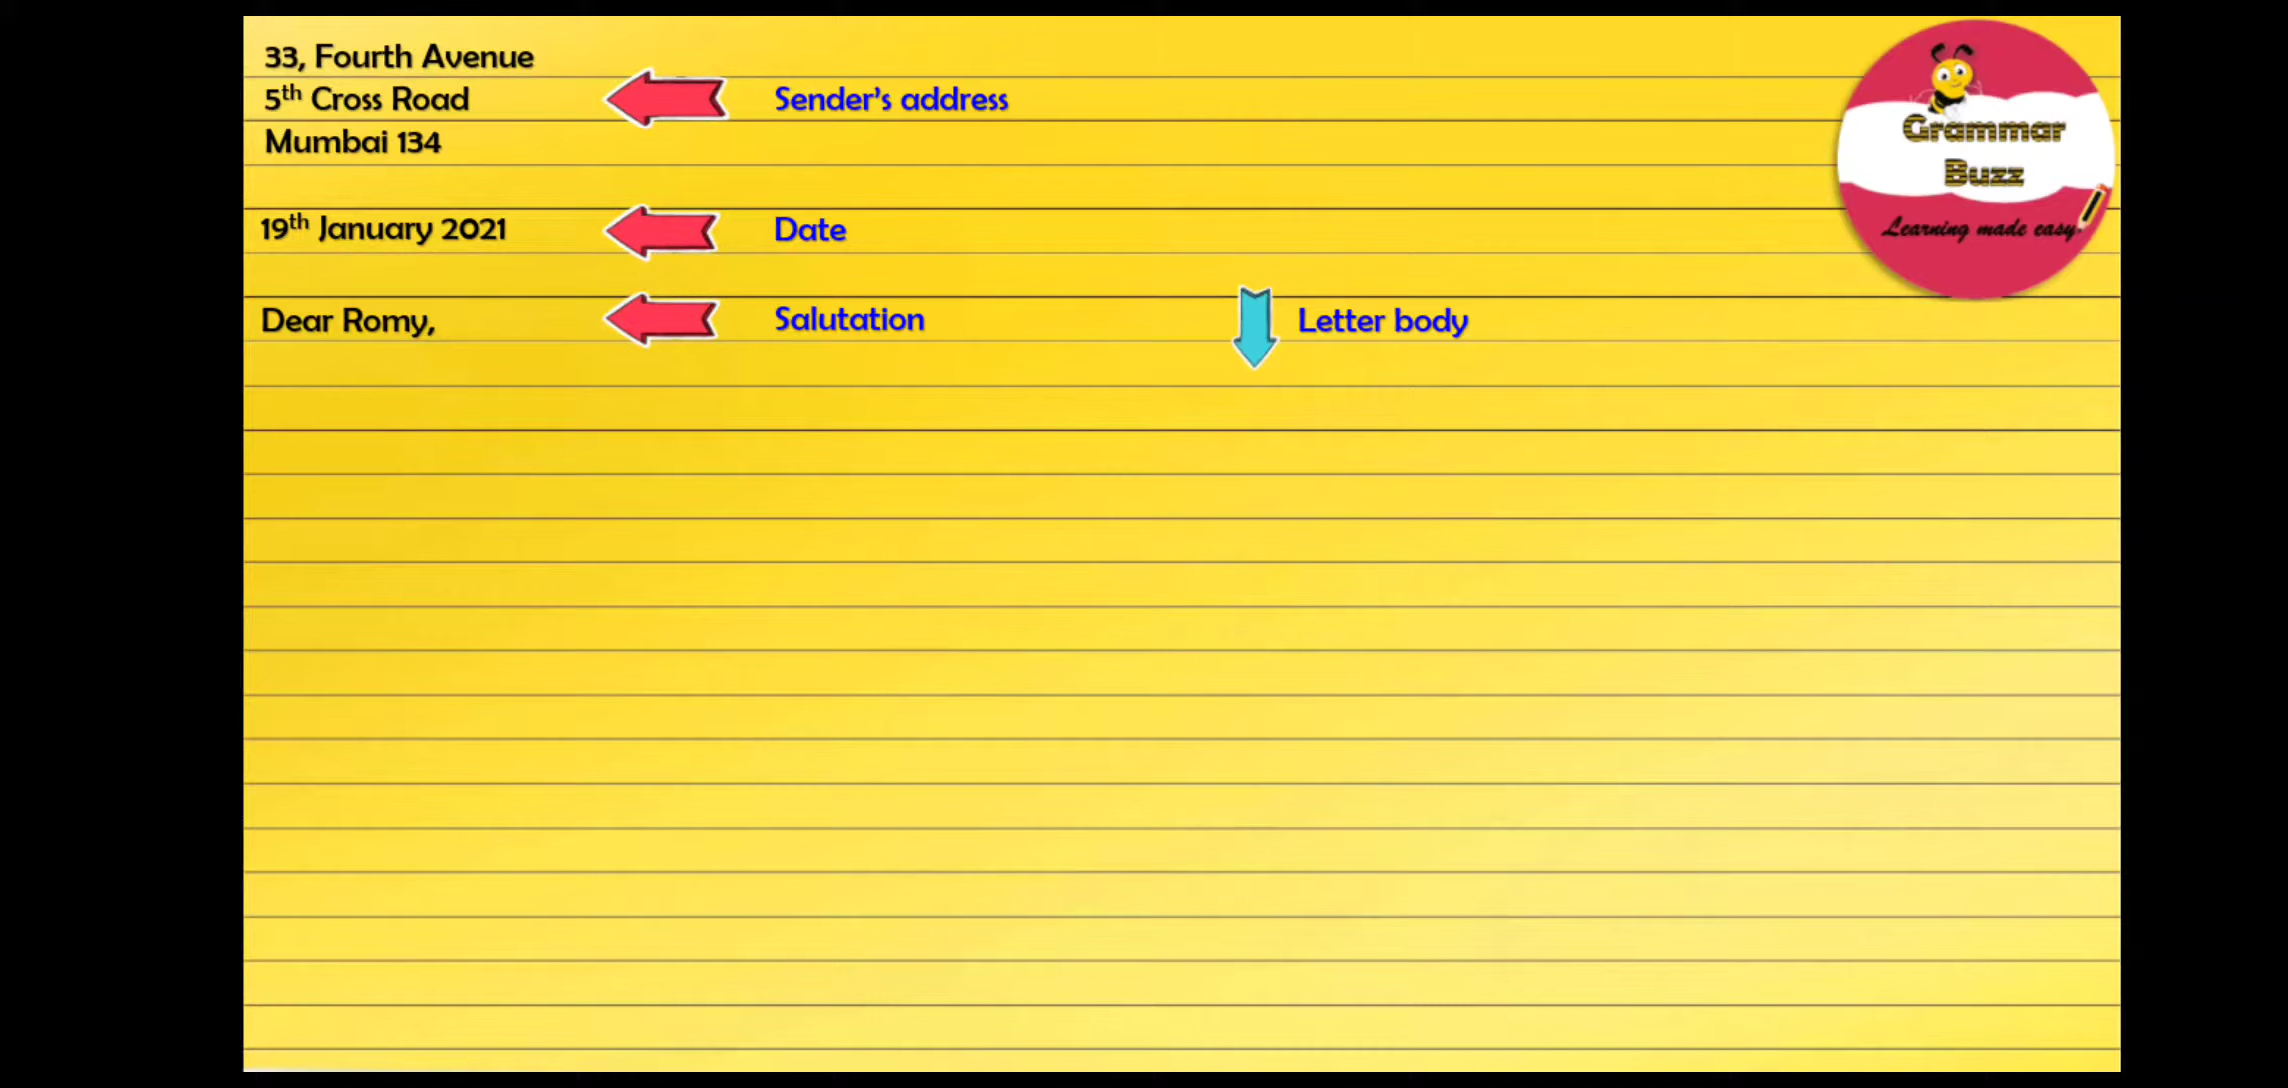 33, Fourth Avenue
5th Cross Road
Sender's address
Mumbai 134
19th January 2021
Date
Dear Romy,
Salutation
Letter body
Grammar
Buzz
Learning made easy